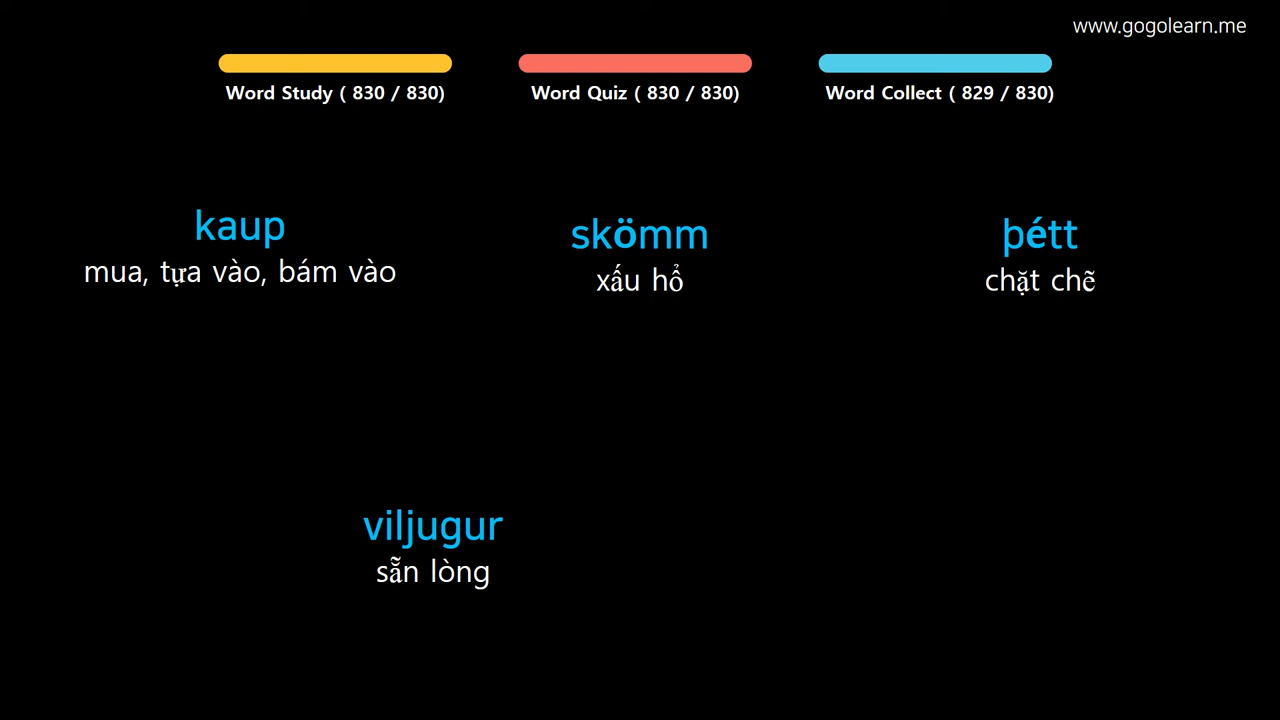 www.gogolearn.me
Word Study ( 830 / 830)
Word Quiz ( 830 / 830)
Word Collect ( 829 / 830)
kaup
mua, tựa vào, bám vào
skömm
xấu hổ
þétt
chặt chẽ
viljugur
sẵn lòng